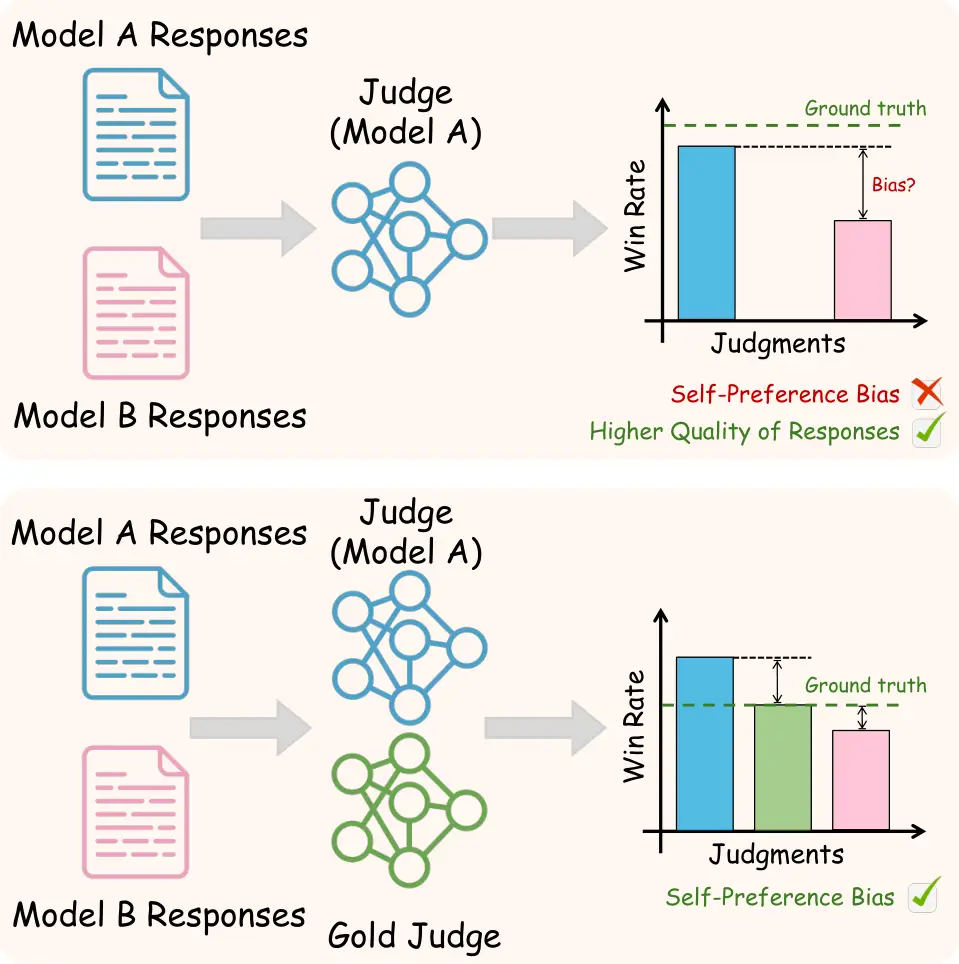 Model A Responses
Judge
(Model A)
Model B Responses
Win Rate
Ground truth
Bias?
Judgments
Self-Preference Bias
Higher Quality of Responses
Model A Responses
Judge
(Model A)
Model B Responses
Gold Judge
Win Rate
Ground truth
Judgments
Self-Preference Bias